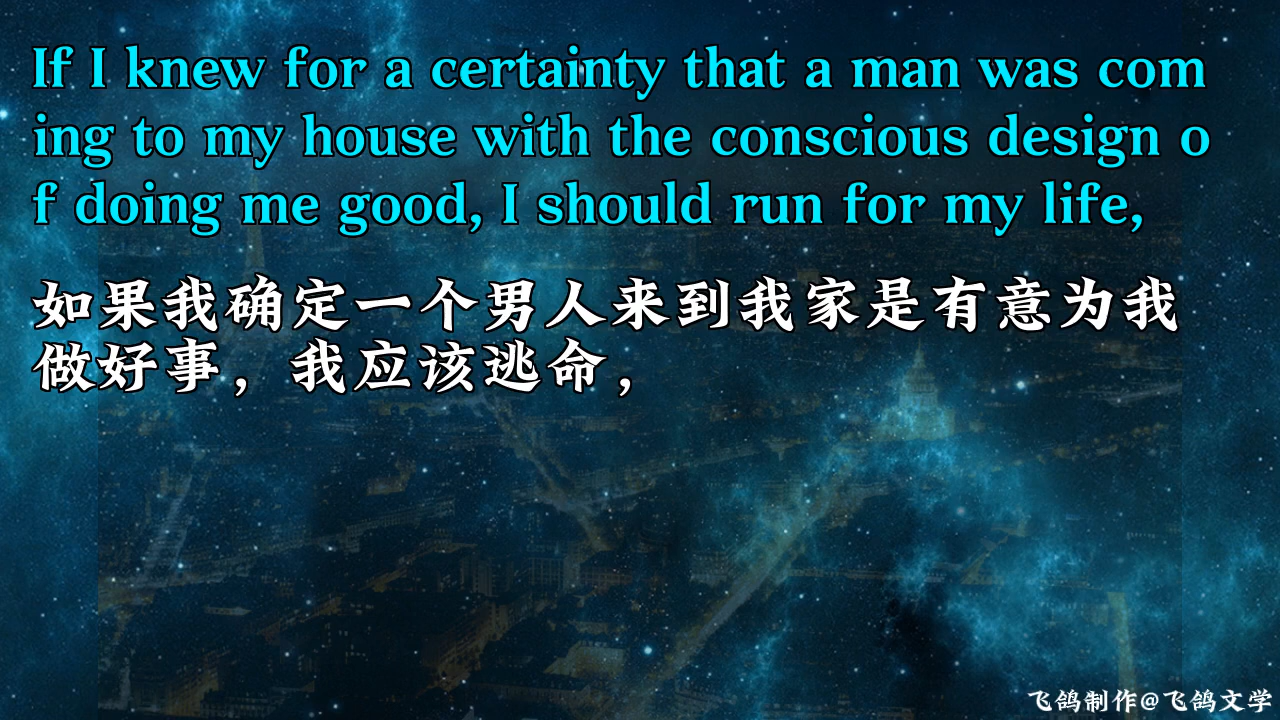 If I knew for a certainty that a man was com
ing to my house with the conscious design o
f doing me good, I should run for my life,
如果我确定一个男人来到我家是有意为我
做好事，我应该逃命，
飞鸽制作@飞鸽文学